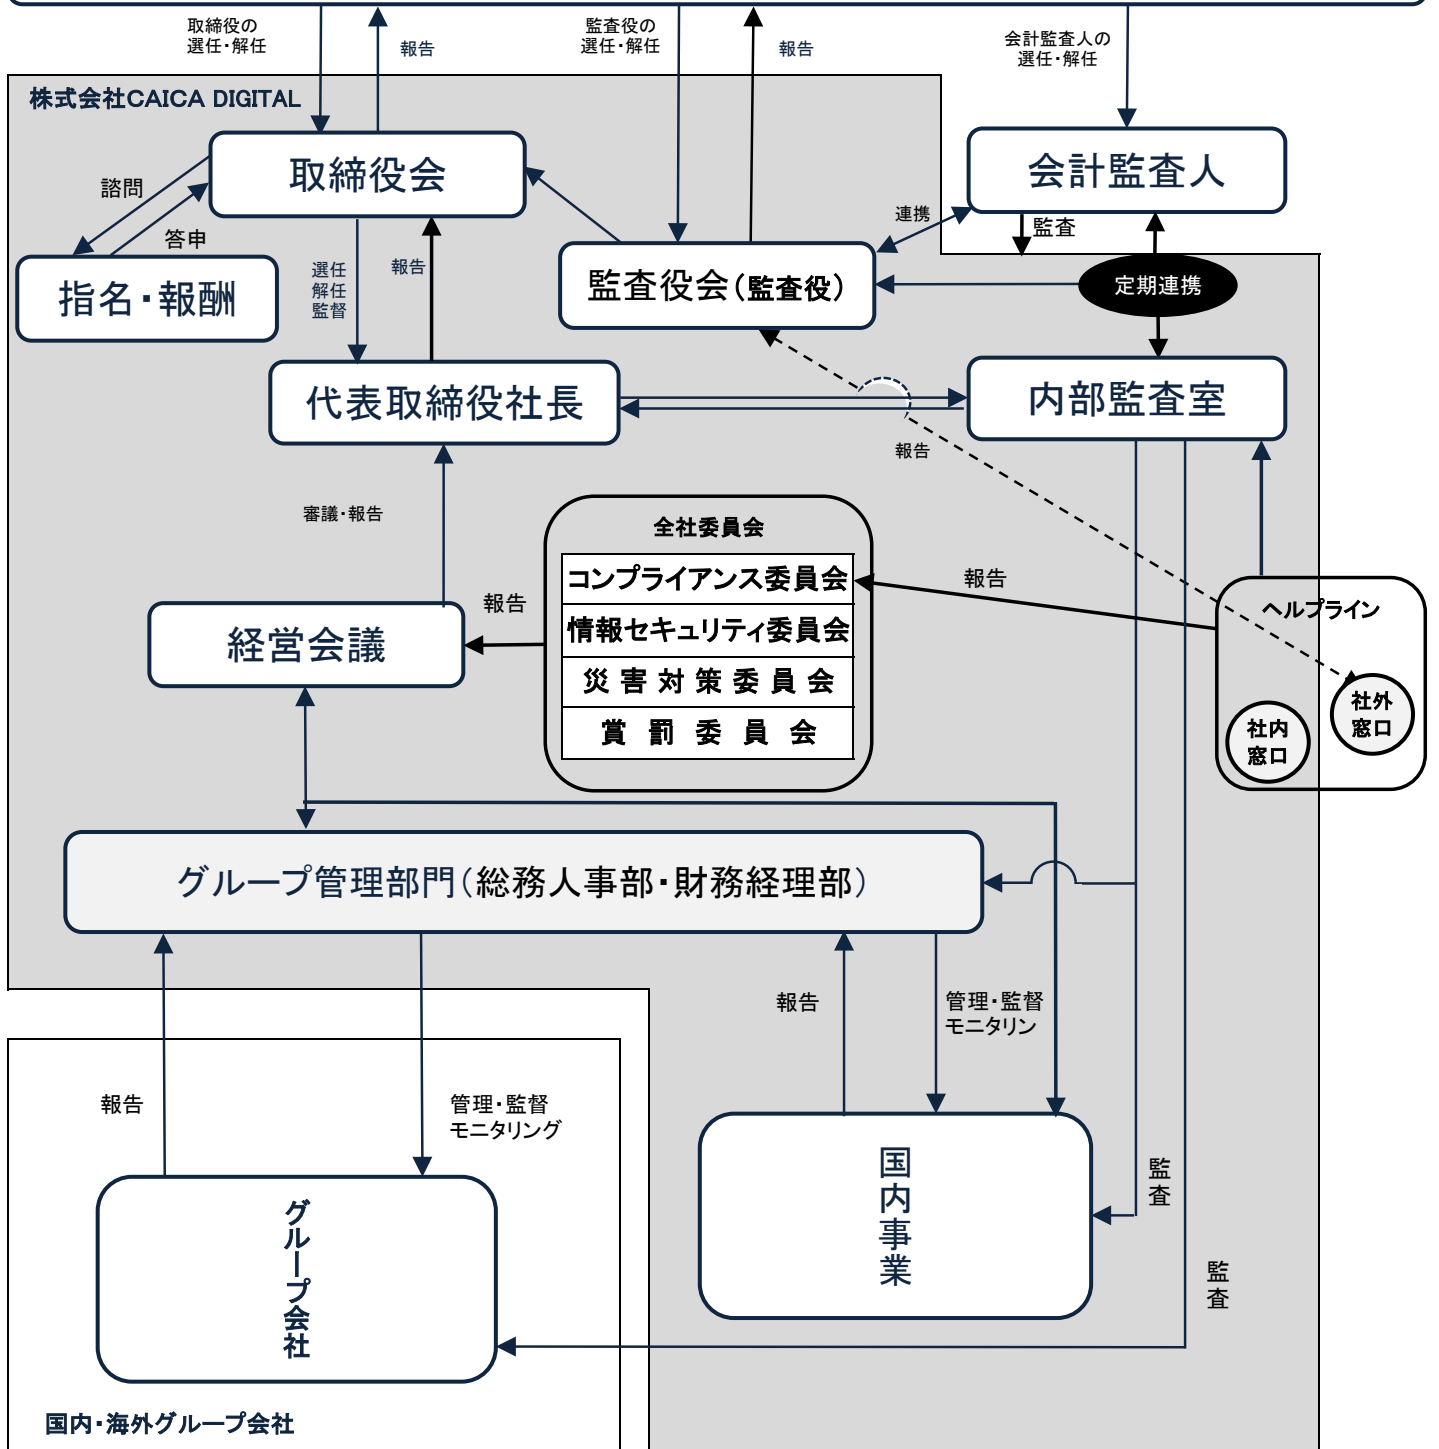 取締役の
選任・解任
報告
監査役の
選任・解任
報告
会計監査人の
選任・解任
株式会社CAICA DIGITAL
取締役会
会計監査人
諮問
答申
連携
監査
指名・報酬
選任
解任
監督
報告
監査役会(監査役)
定期連携
代表取締役社長
内部監査室
報告
審議・報告
全社委員会
コンプライアンス委員会
情報セキュリティ委員会
災害対策委員会
賞罰委員会
報告
報告
ヘルプライン
社外
窓口
社内
窓口
経営会議
グループ管理部門(総務人事部・財務経理部)
報告
管理・監督
モニタリン
報告
管理・監督
モニタリング
国内事業
監査
監査
グループ会社
国内・海外グループ会社